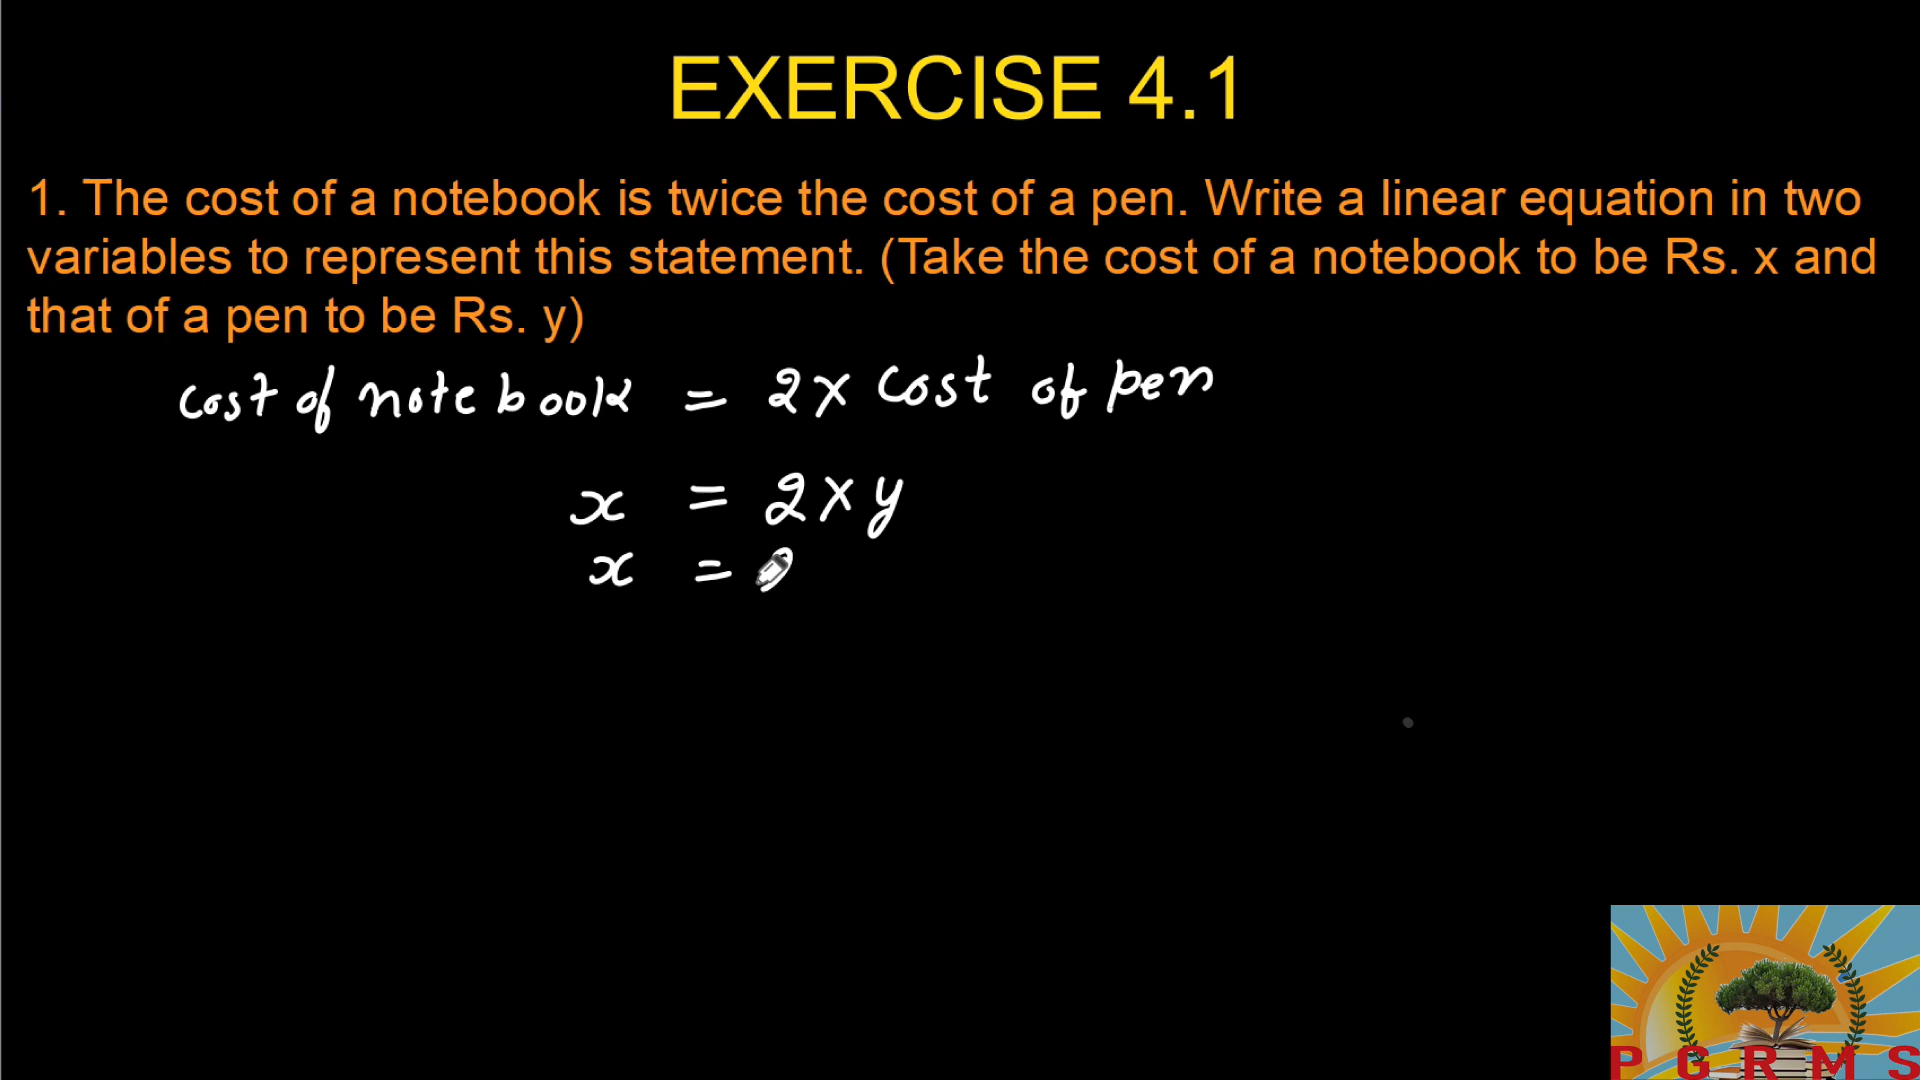 EXERCISE 4.1
1. The cost of a notebook is twice the cost of a pen. Write a linear equation in two
variables to represent this statement. (Take the cost of a notebook to be Rs. x and
that of a pen to be Rs. y)
cost of notebook = 2 × cost of pen
x = 2 × y
x =
P G R M S